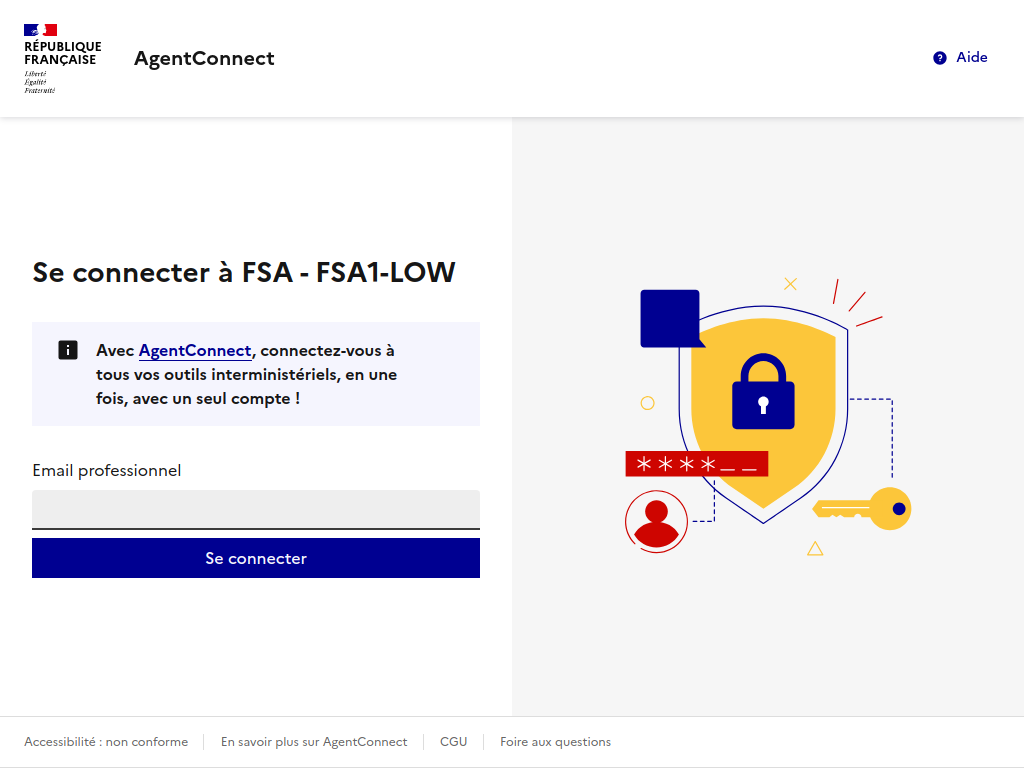 RÉPUBLIQUE
FRANÇAISE
Liberté
Égalité
Fraternité
AgentConnect
Aide
Se connecter à FSA - FSA1-LOW
Avec AgentConnect, connectez-vous à
tous vos outils interministériels, en une
fois, avec un seul compte !
Email professionnel
Se connecter
Accessibilité : non conforme
En savoir plus sur AgentConnect
CGU
Foire aux questions